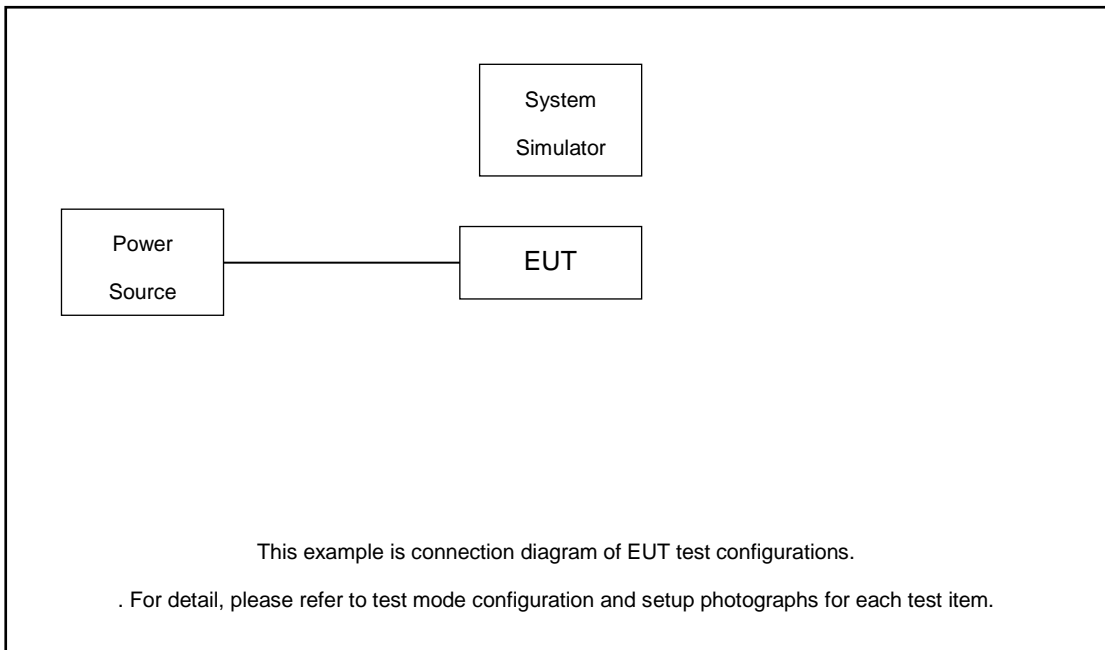 System
Simulator
Power
Source
EUT
This example is connection diagram of EUT test configurations.
. For detail, please refer to test mode configuration and setup photographs for each test item.